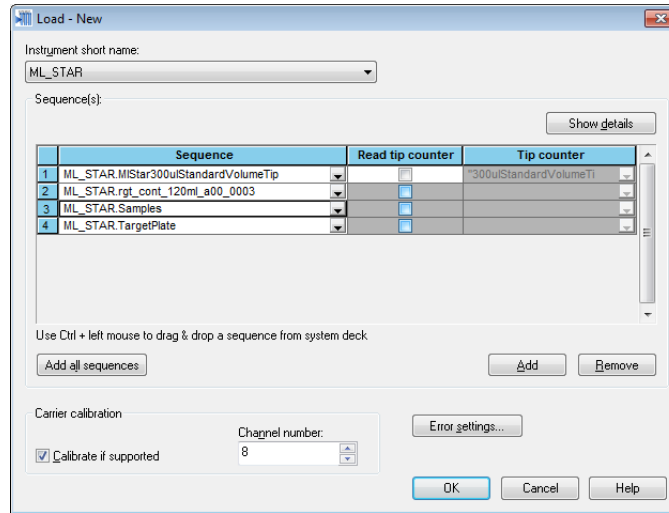 Load - New
Instrument short name:
ML_STAR
Sequence(s):
Show details
Sequence Read tip counter Tip counter
1 ML_STAR.MlStar300ulStandardVolumeTip "300ulStandardVolumeTi
2 ML_STAR.rgt_cont_120ml_a00_0003
3 ML_STAR.Samples
4 ML_STAR.TargetPlate
Use Ctrl + left mouse to drag & drop a sequence from system deck
Add all sequences Add Remove
Carrier calibration
Channel number:
Error settings...
Calibrate if supported 8
OK Cancel Help